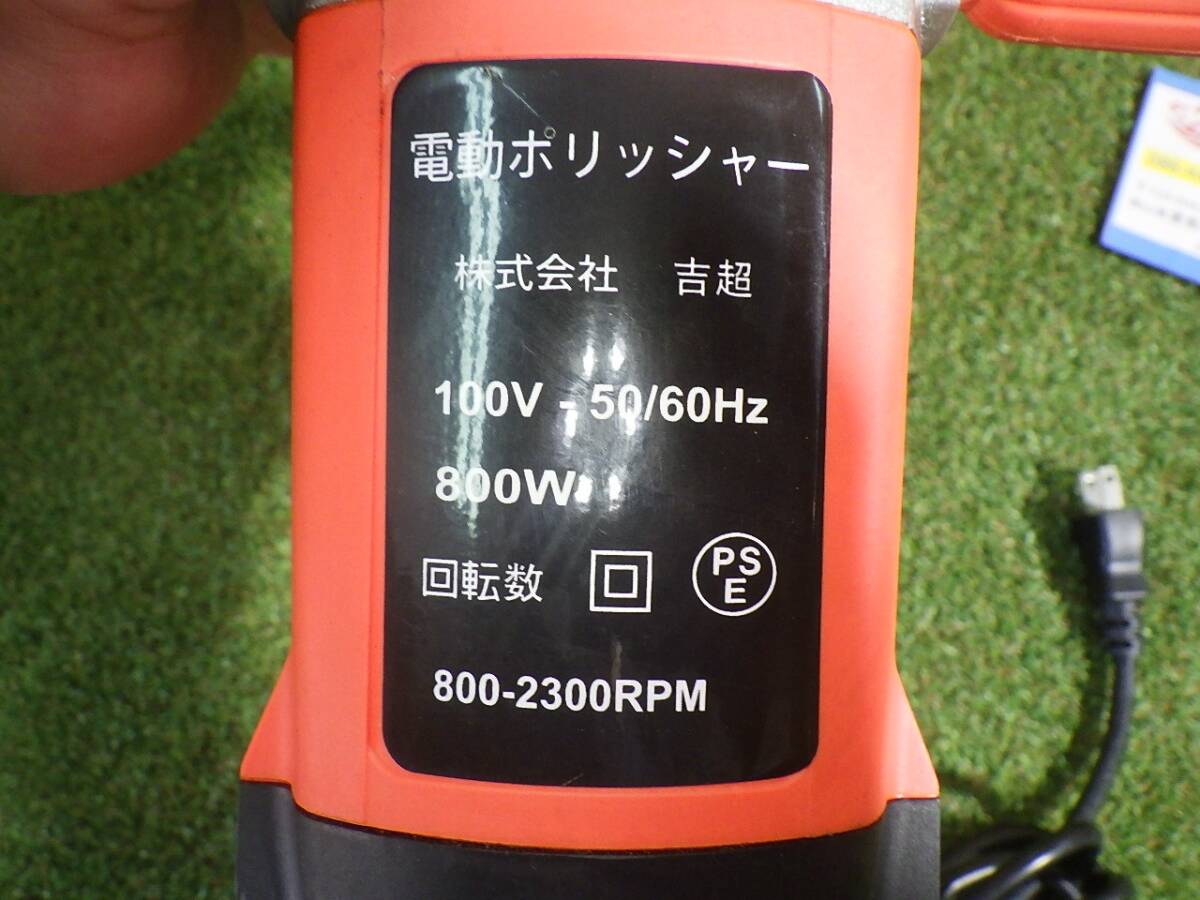 電動ポリッシャー
株式会社 吉超
100V - 50/60Hz
800W
回転数 PSE
800-2300RPM